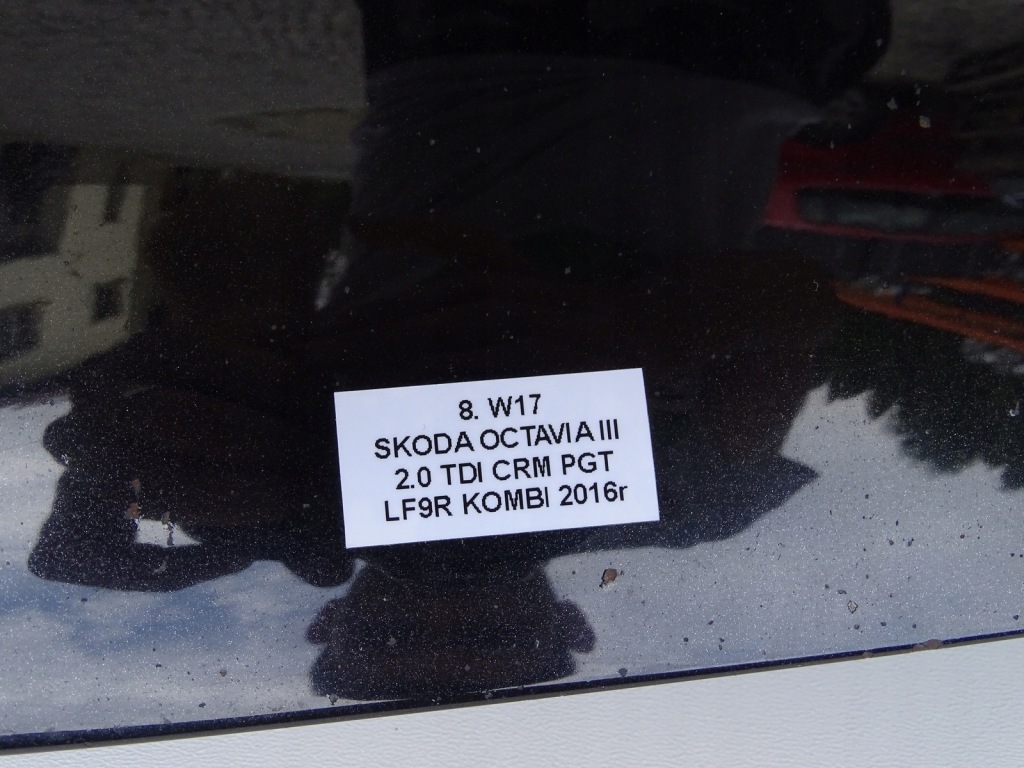 8. W17
SKODA OCTAVIA III
2.0 TDI CRM PGT
LF9R KOMBI 2016r